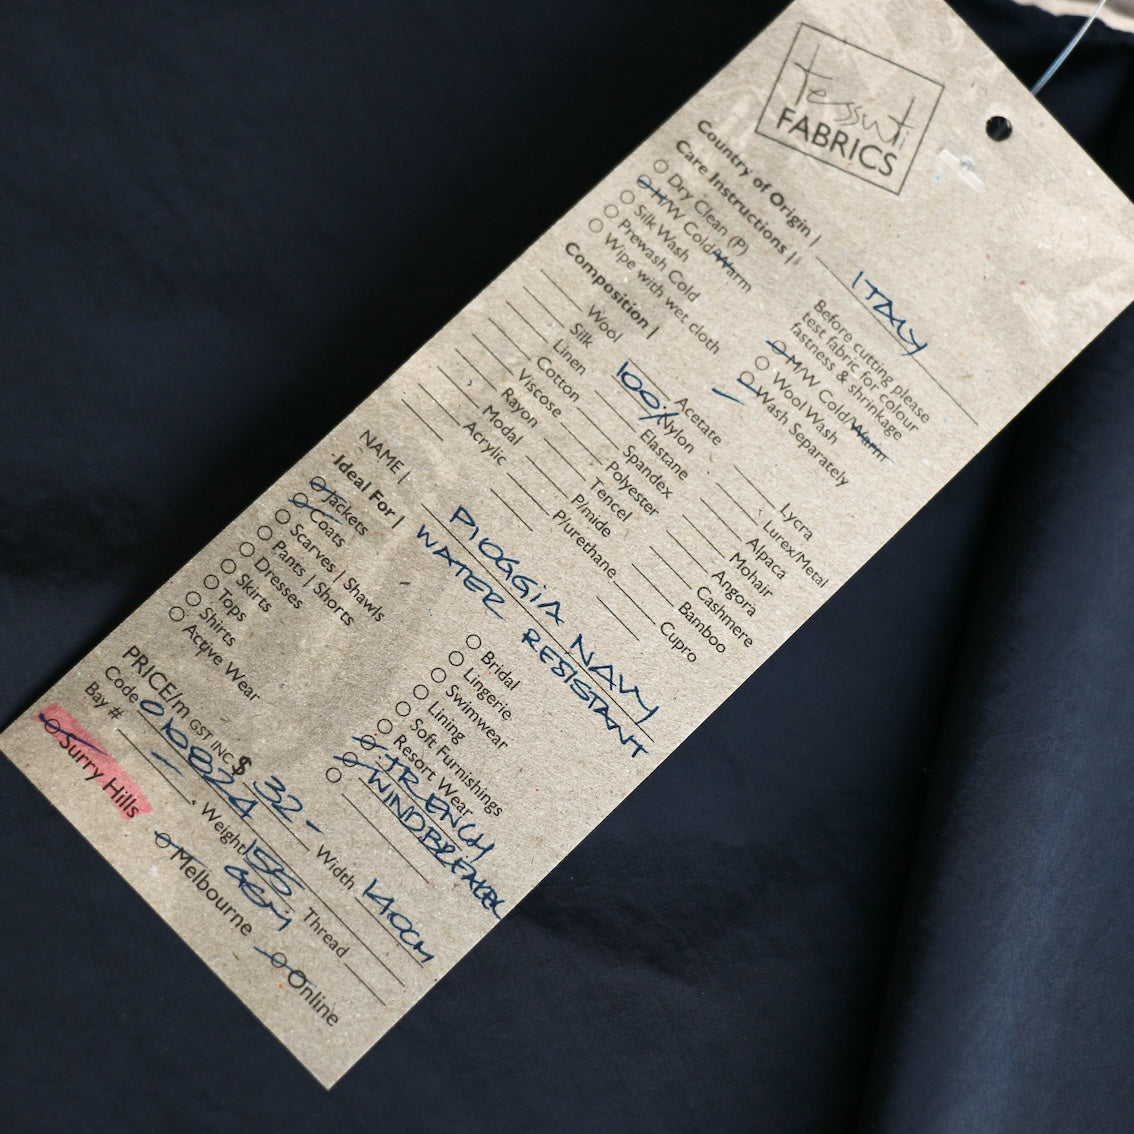 tessuti
FABRICS
Country of Origin | ITALY
Care Instructions |
Dry Clean (P)
H/W Cold/Warm
Silk Wash
Prewash Cold
Wipe with wet cloth
Before cutting please
test fabric for colour
fastness & shrinkage
M/W Cold/Warm
Wool Wash
Wash Separately
Composition |
Wool
Silk
Linen
Cotton
Viscose
Rayon
Modal
Acrylic
Acetate
100% Nylon
Elastane
Spandex
Polyester
Tencel
P/mide
P/urethane
Lycra
Lurex/Metal
Alpaca
Mohair
Angora
Cashmere
Bamboo
Cupro
NAME | PIOGGIA NAVY
WATER RESISTANT
Ideal For |
Jackets
Coats
Scarves | Shawls
Pants | Shorts
Dresses
Skirts
Tops
Shirts
Active Wear
Bridal
Lingerie
Swimwear
Lining
Soft Furnishings
Resort Wear
TRENCH
WINDBREAKER
PRICE/m GST INC. $ 32- Width 140CM
Code 010824 Weight 155 GSM Thread
Bay # -
Surry Hills
Melbourne
Online